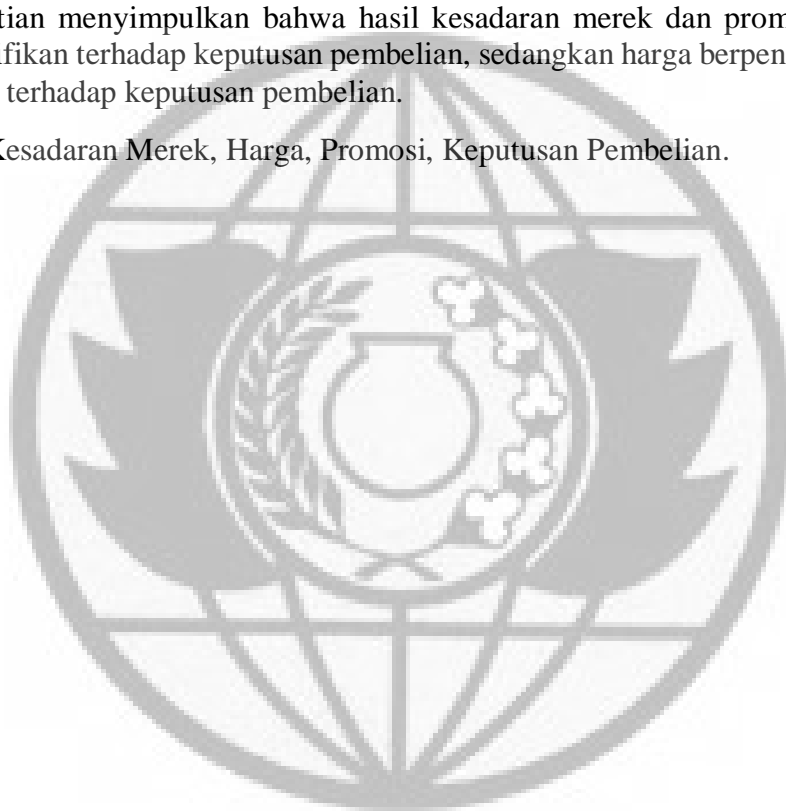 tian menyimpulkan bahwa hasil kesadaran merek dan prom
fikan terhadap keputusan pembelian, sedangkan harga berpen
terhadap keputusan pembelian.
Kesadaran Merek, Harga, Promosi, Keputusan Pembelian.